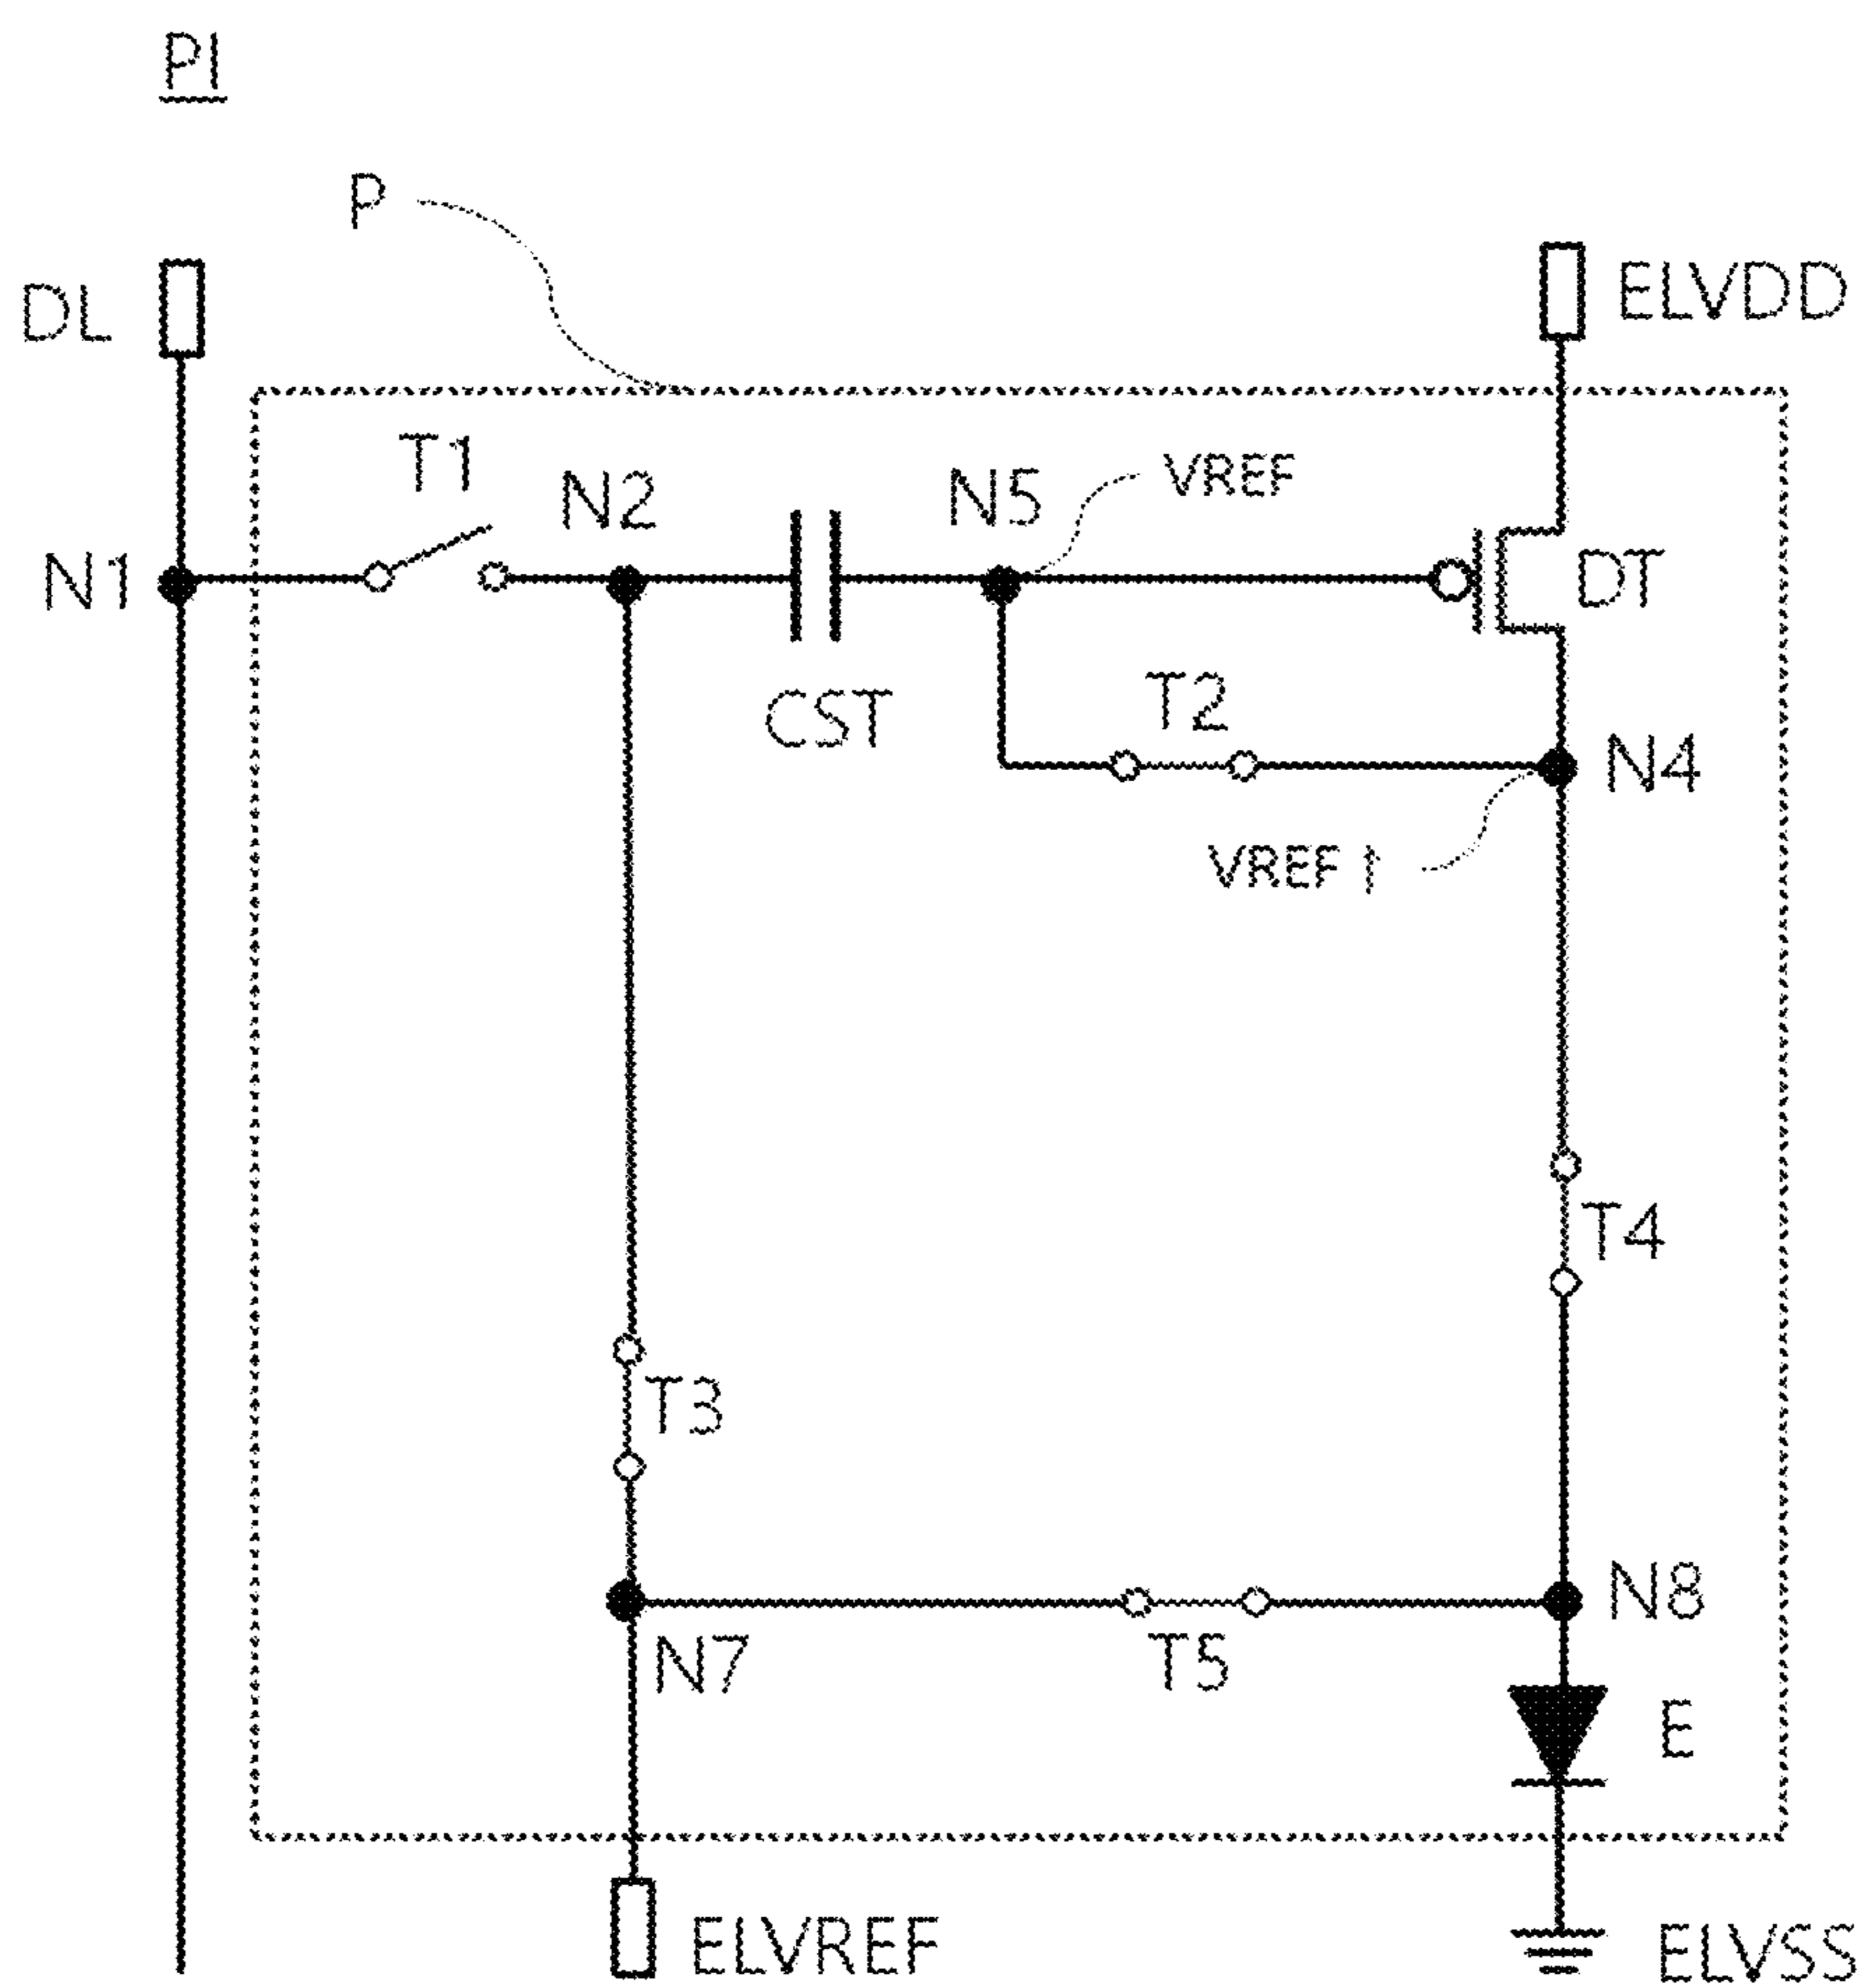 PI
P
DL
ELVDD
T1
N2
N5
VREF
N1
DT
CST
T2
N4
VREF↑
T4
T3
N8
N7
T5
E
ELVREF
ELVSS